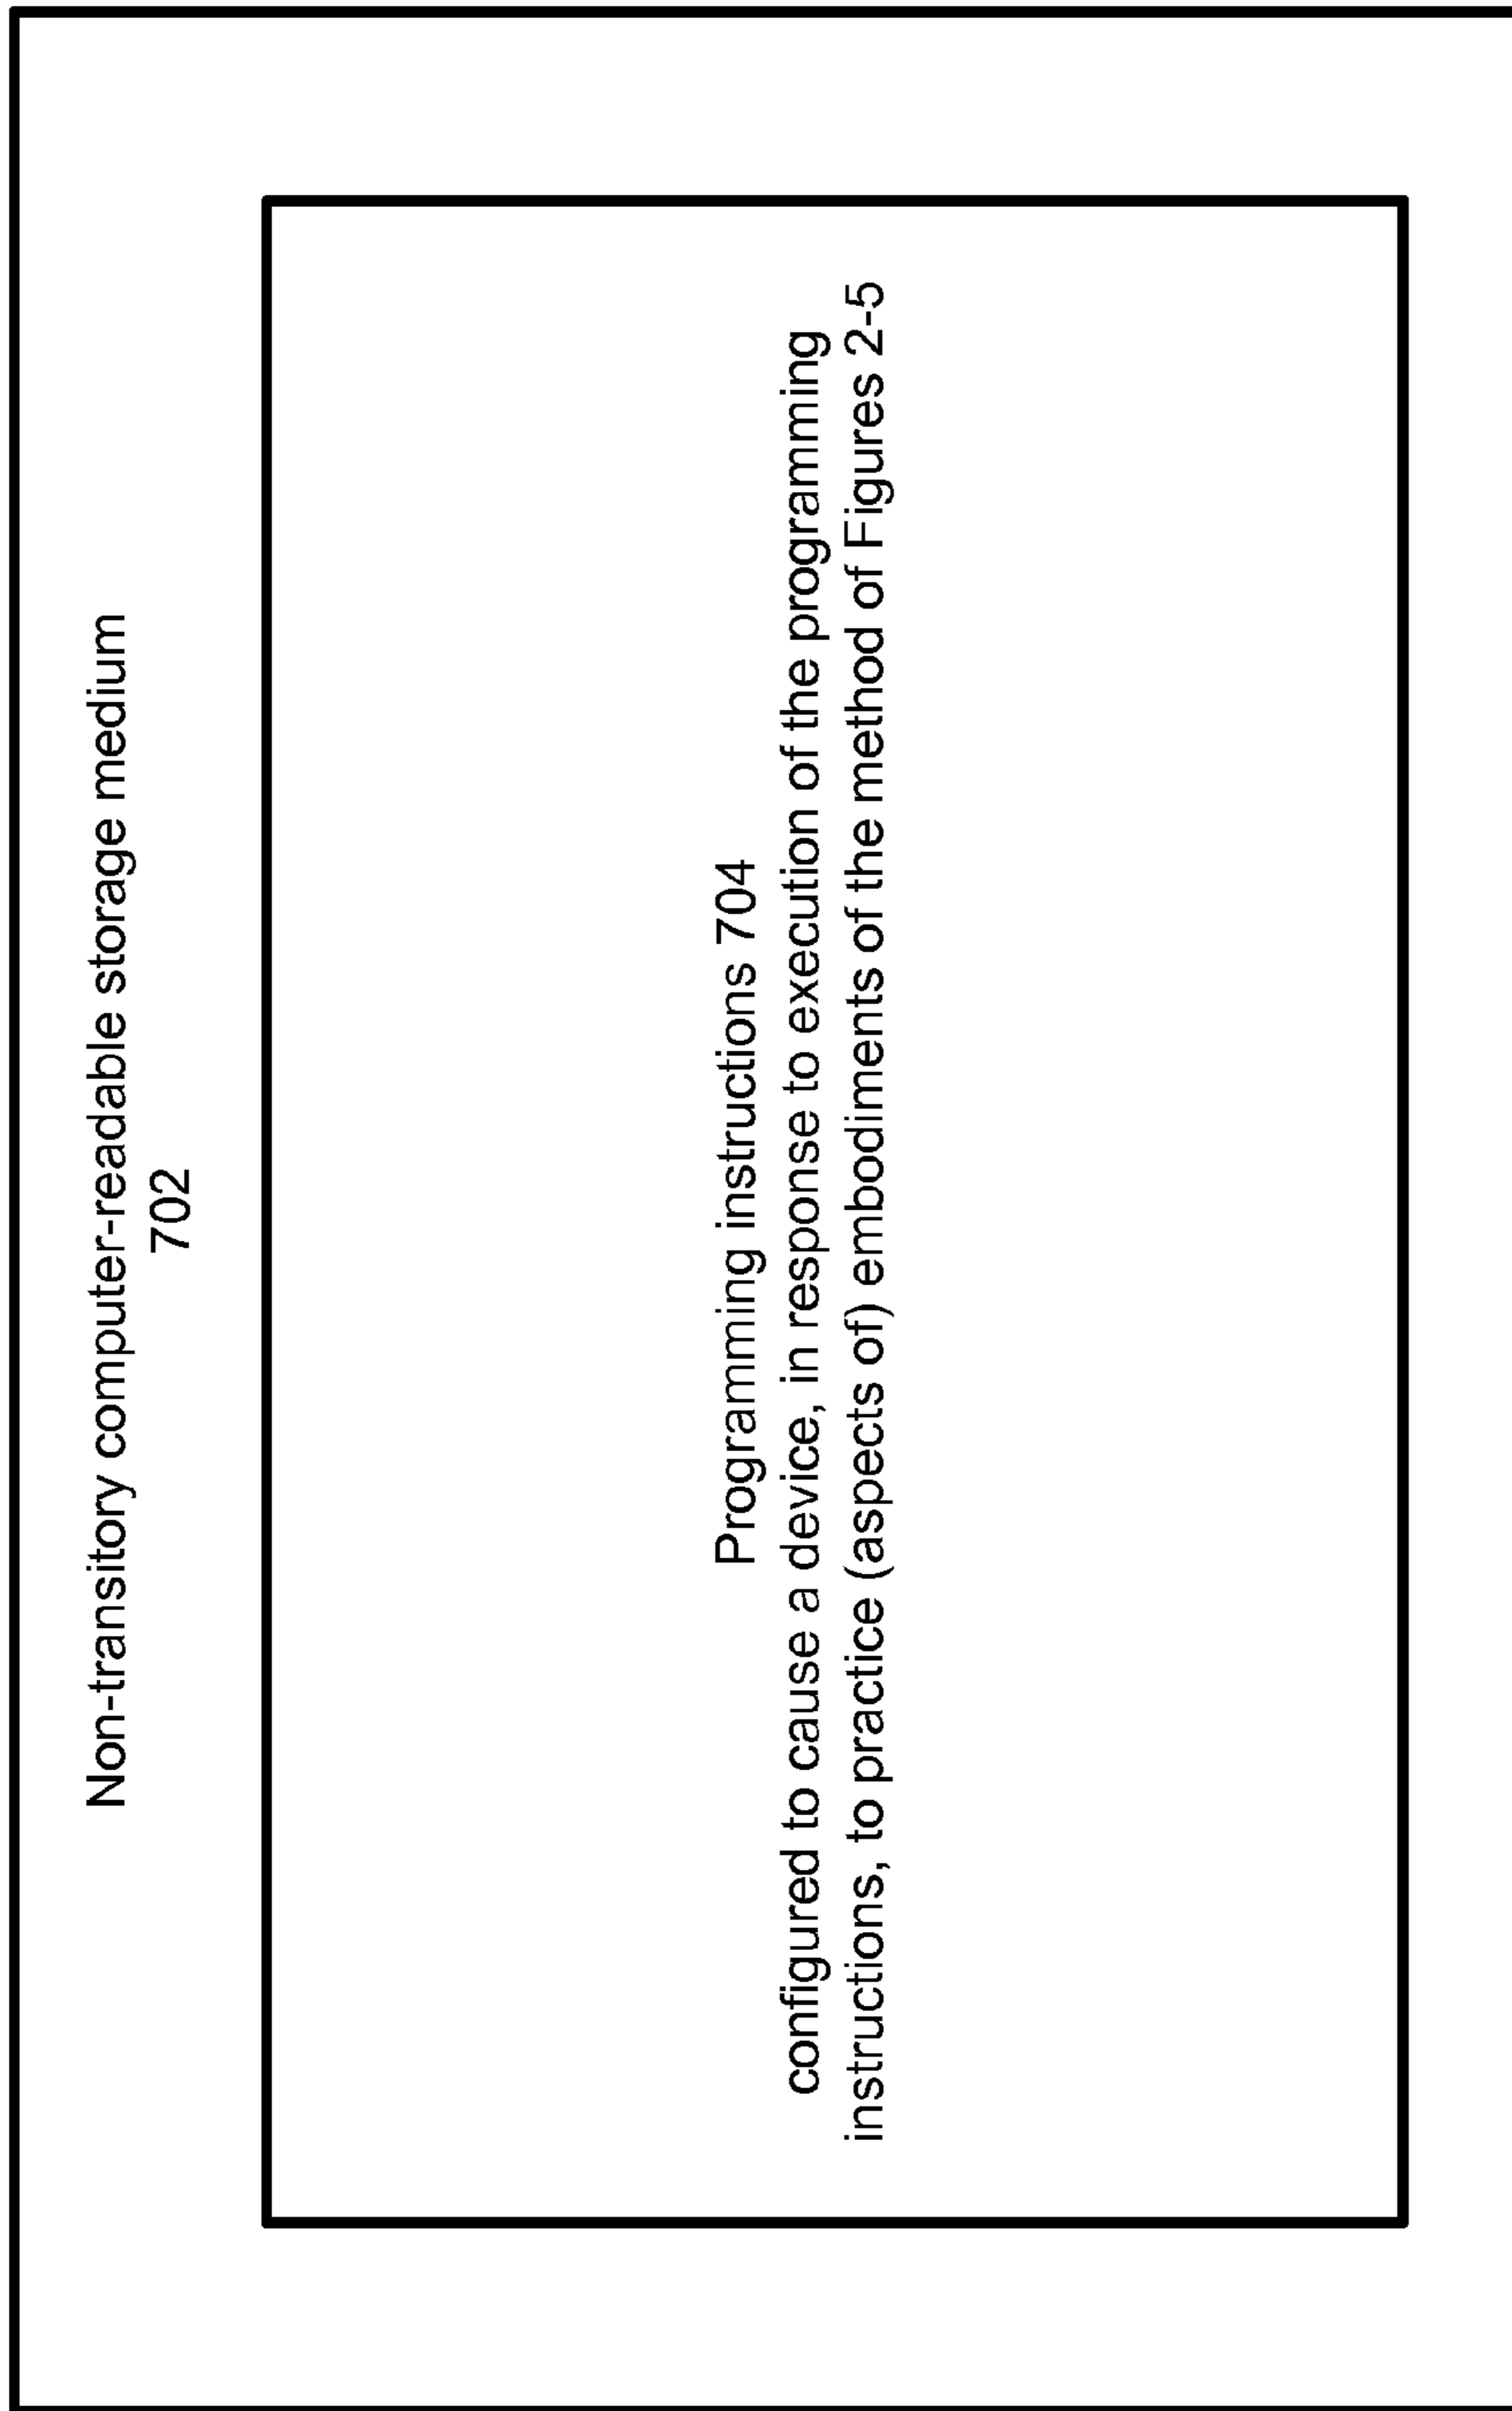 Non-transitory computer-readable storage medium
702
Programming instructions 704
configured to cause a device, in response to execution of the programming
instructions, to practice (aspects of) embodiments of the method of Figures 2-5